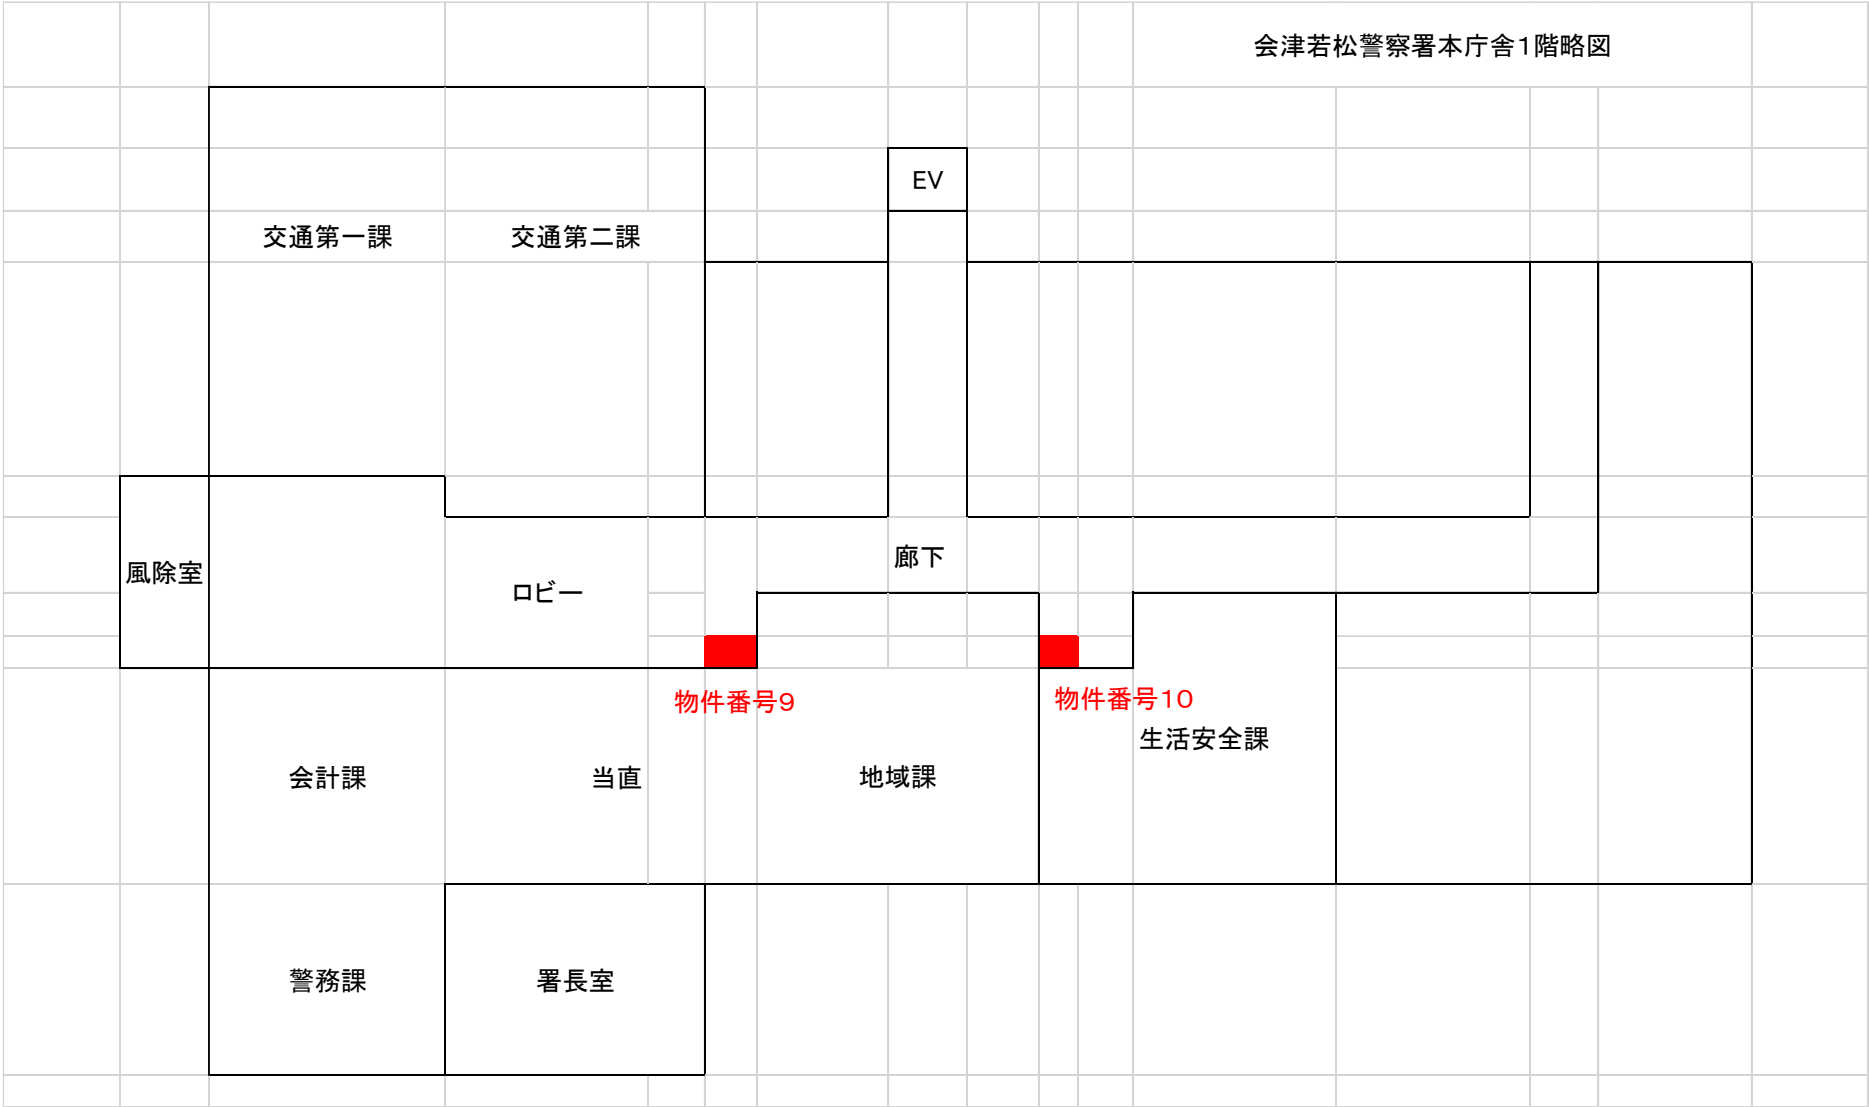 会津若松警察署本庁舎1階略図
EV
交通第一課
交通第二課
廊下
風除室
ロビー
物件番号9
物件番号10
生活安全課
会計課
当直
地域課
警務課
署長室